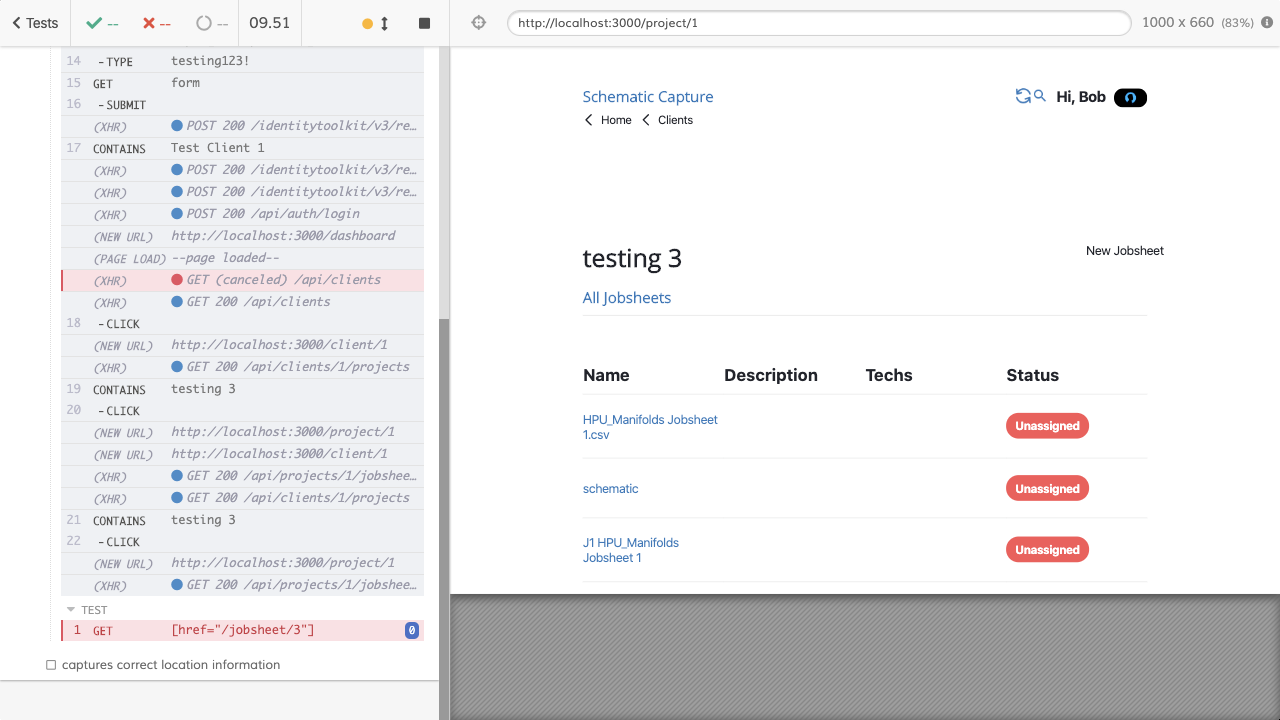 Tests -- -- -- 09.51
http://localhost:3000/project/1 1000 x 660 (83%)
14 -TYPE testing123!
15 GET form
16 -SUBMIT
(XHR) POST 200 /identitytoolkit/v3/re…
17 CONTAINS Test Client 1
(XHR) POST 200 /identitytoolkit/v3/re…
(XHR) POST 200 /identitytoolkit/v3/re…
(XHR) POST 200 /api/auth/login
(NEW URL) http://localhost:3000/dashboard
(PAGE LOAD) --page loaded--
(XHR) GET (canceled) /api/clients
(XHR) GET 200 /api/clients
18 -CLICK
(NEW URL) http://localhost:3000/client/1
(XHR) GET 200 /api/clients/1/projects
19 CONTAINS testing 3
20 -CLICK
(NEW URL) http://localhost:3000/project/1
(NEW URL) http://localhost:3000/client/1
(XHR) GET 200 /api/projects/1/jobshee…
(XHR) GET 200 /api/clients/1/projects
21 CONTAINS testing 3
22 -CLICK
(NEW URL) http://localhost:3000/project/1
(XHR) GET 200 /api/projects/1/jobshee…
TEST
1 GET [href="/jobsheet/3"] 0
captures correct location information
Schematic Capture Hi, Bob
Home Clients
testing 3 New Jobsheet
All Jobsheets
Name Description Techs Status
HPU_Manifolds Jobsheet
1.csv Unassigned
schematic Unassigned
J1 HPU_Manifolds
Jobsheet 1 Unassigned